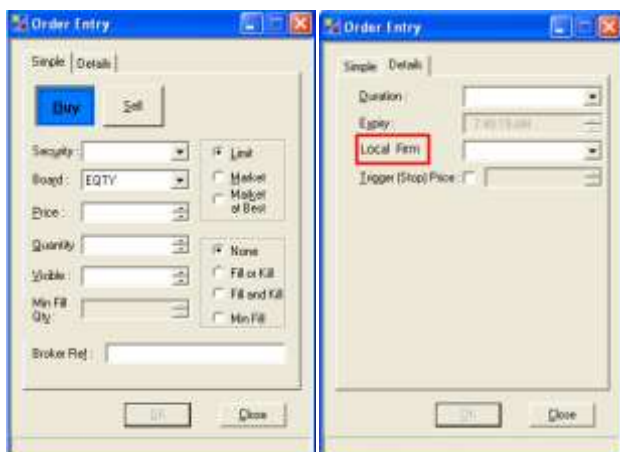 Order Entry
Simple Details
Buy Sell
Security :
Limit
Board : EQTY
Market
Market at Best
Price :
Quantity
None
Visible :
Fill or Kill
Min Fill Qty
Fill and Kill
Min Fill
Broker Ref :
OK Close
Order Entry
Simple Details
Duration :
Expiry :
Local Firm
Trigger (Stop) Price :
OK Close